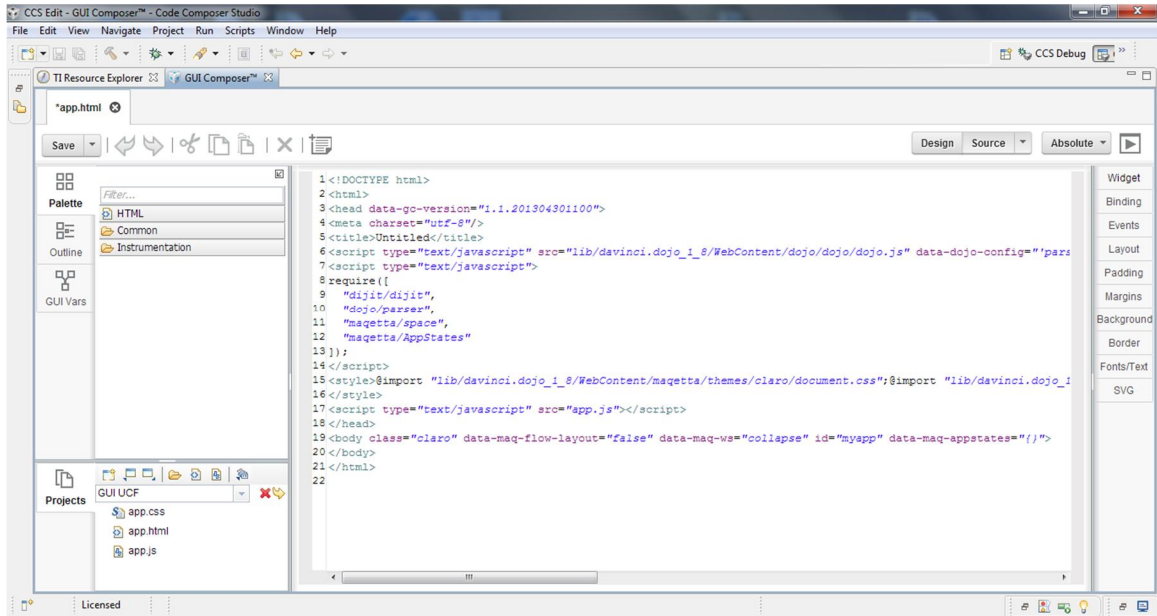 CCS Edit - GUI Composer™ - Code Composer Studio
File Edit View Navigate Project Run Scripts Window Help
CCS Debug
TI Resource Explorer GUI Composer™
*app.html
Save
Design Source Absolute
Palette
Outline
GUI Vars
Filter...
HTML
Common
Instrumentation
1 <!DOCTYPE html>
2 <html>
3 <head data-gc-version="1.1.201304301100">
4 <meta charset="utf-8"/>
5 <title>Untitled</title>
6 <script type="text/javascript" src="lib/davinci.dojo_1_8/WebContent/dojo/dojo/dojo.js" data-dojo-config="'pars
7 <script type="text/javascript">
8 require([
9 "dijit/dijit",
10 "dojo/parser",
11 "maqetta/space",
12 "maqetta/AppStates"
13 ]);
14 </script>
15 <style>@import "lib/davinci.dojo_1_8/WebContent/maqetta/themes/claro/document.css";@import "lib/davinci.dojo_1
16 </style>
17 <script type="text/javascript" src="app.js"></script>
18 </head>
19 <body class="claro" data-maq-flow-layout="false" data-maq-ws="collapse" id="myapp" data-maq-appstates="{}">
20 </body>
21 </html>
22
Widget
Binding
Events
Layout
Padding
Margins
Background
Border
Fonts/Text
SVG
Projects
GUI UCF
app.css
app.html
app.js
Licensed